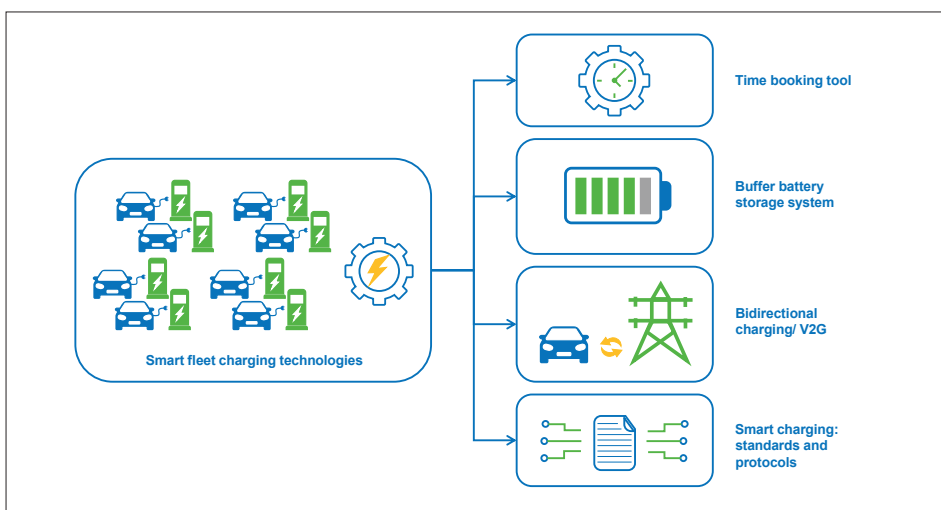 Time booking tool
Buffer battery
storage system
Bidirectional
charging/ V2G
Smart fleet charging technologies
Smart charging:
standards and
protocols